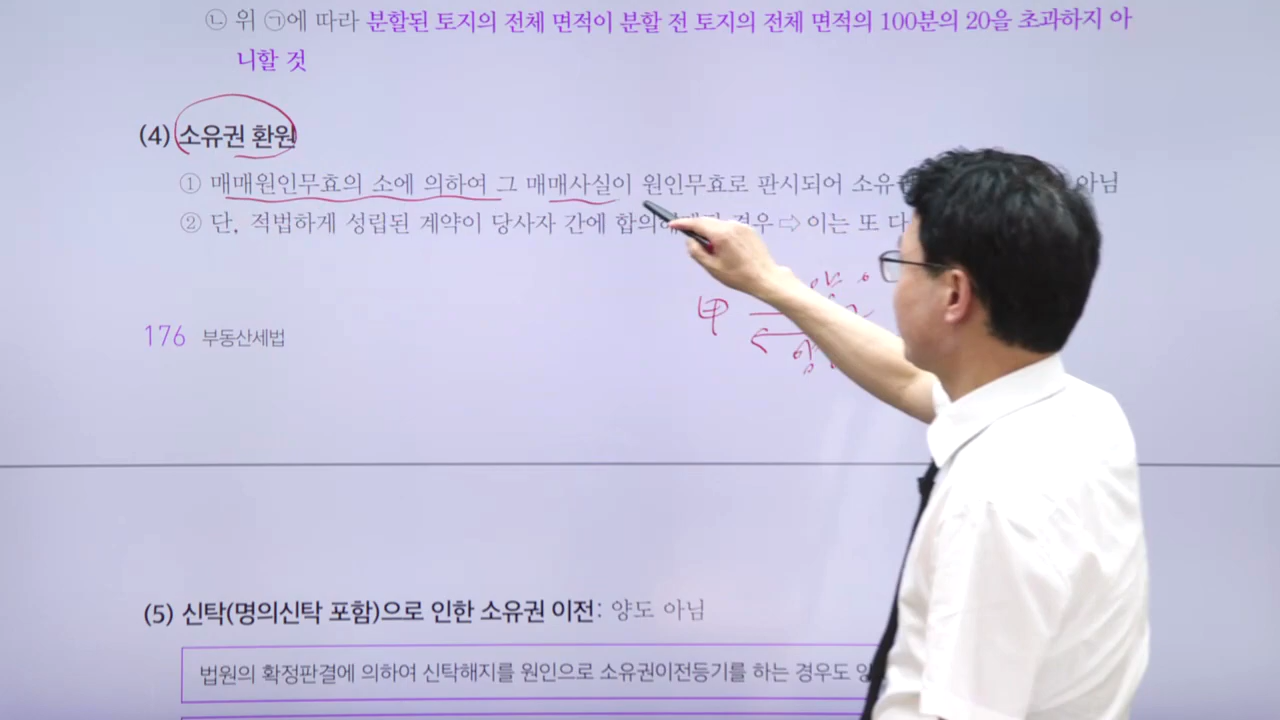 ㉡ 위 ㉠에 따라 분할된 토지의 전체 면적이 분할 전 토지의 전체 면적의 100분의 20을 초과하지 아
니할 것
(4) 소유권 환원
① 매매원인무효의 소에 의하여 그 매매사실이 원인무효로 판시되어 아님
② 단, 적법하게 성립된 계약이 당사자 간에 경우 ⇨ 이는 또
甲
176 부동산세법
(5) 신탁(명의신탁 포함)으로 인한 소유권 이전: 양도 아님
법원의 확정판결에 의하여 신탁해지를 원인으로 소유권이전등기를 하는 경우도